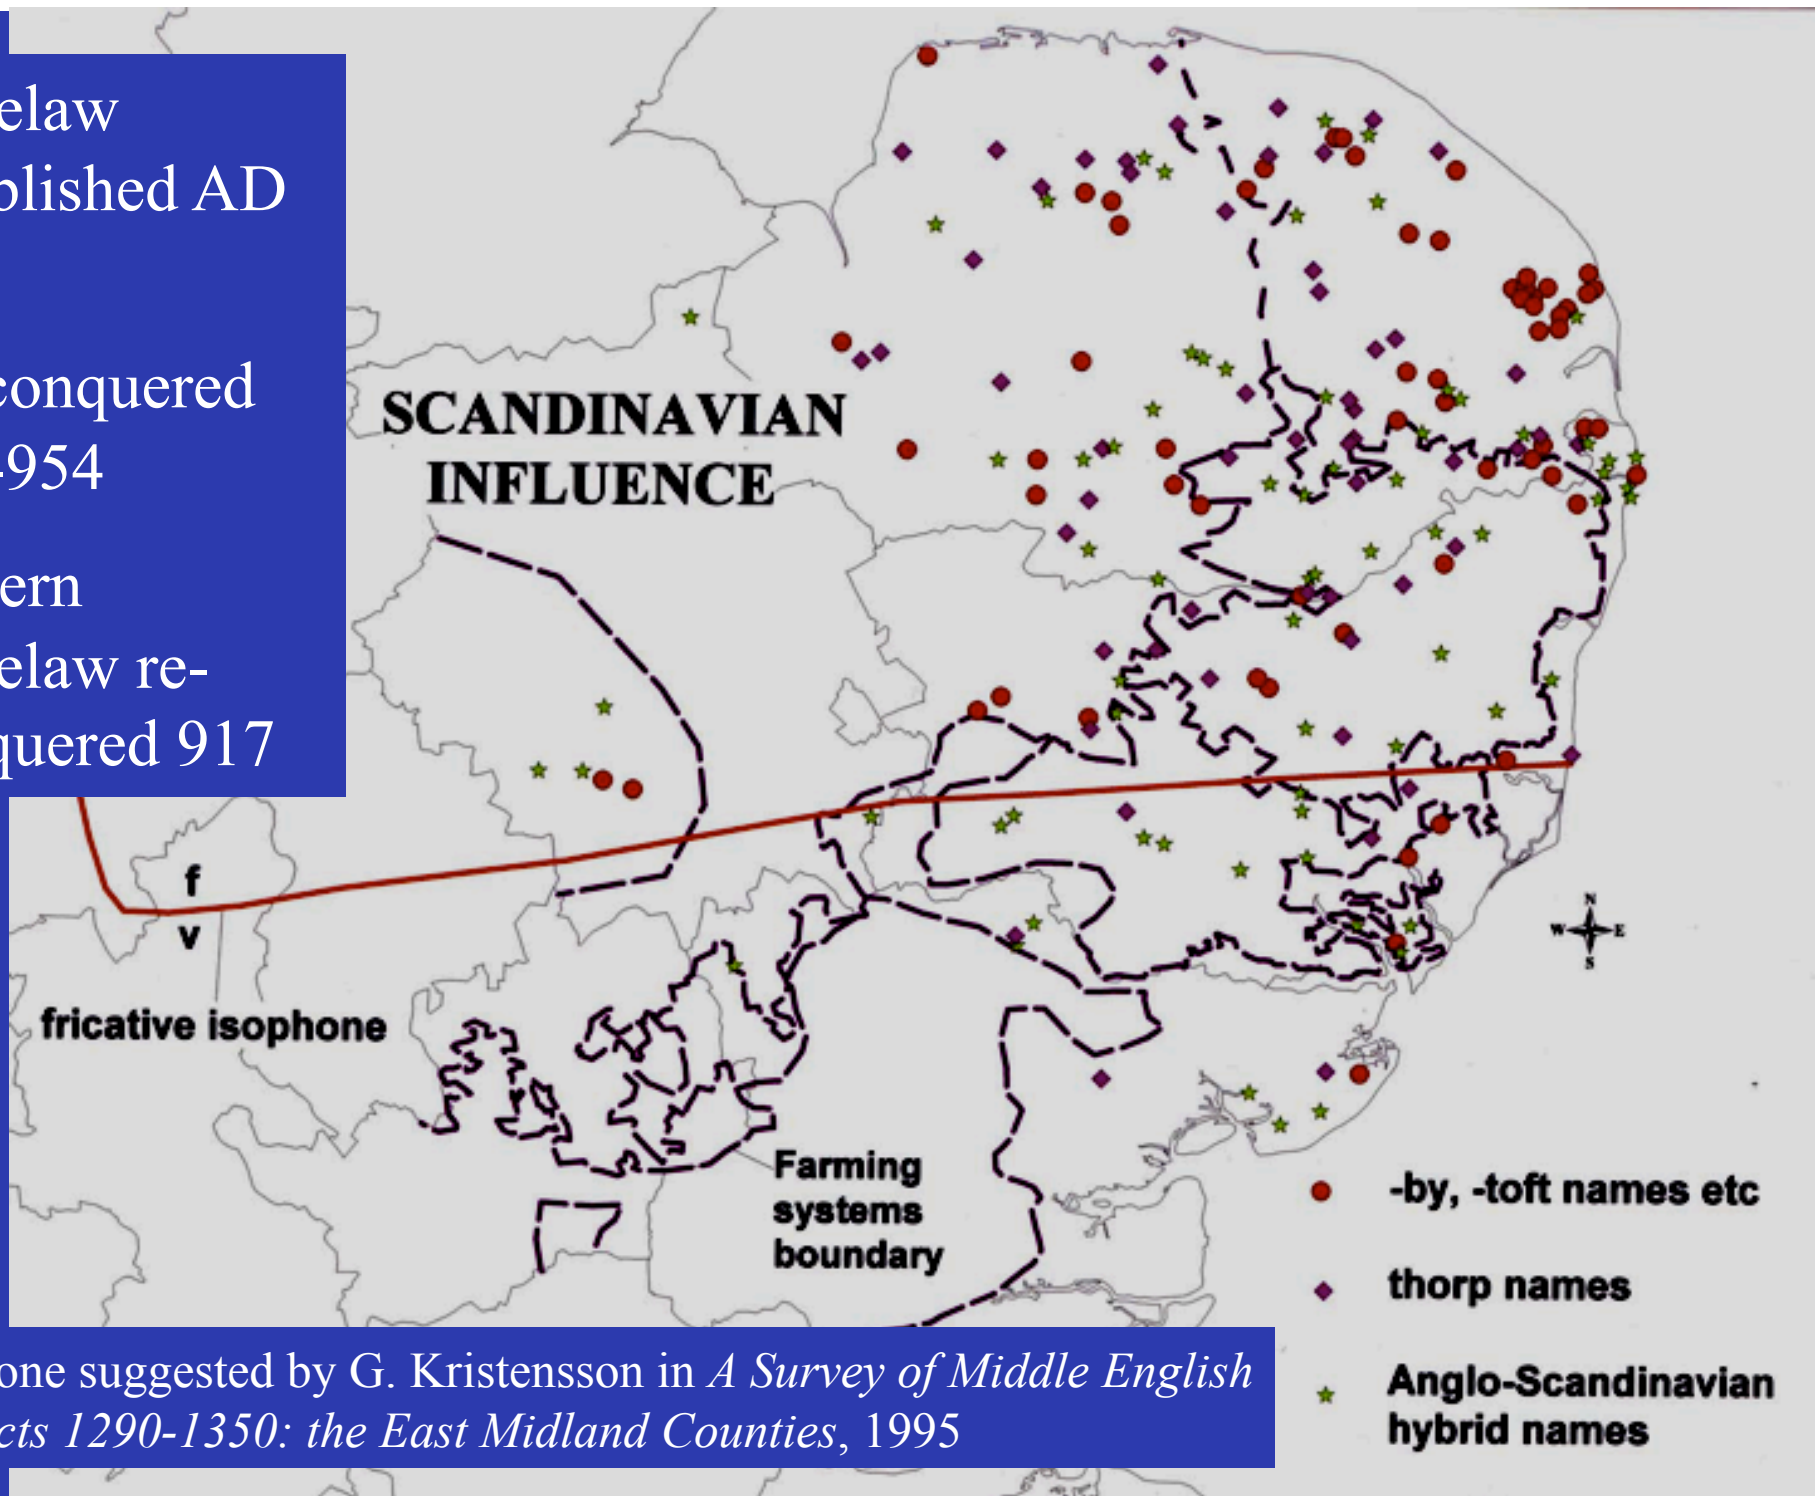 elaw
blished AD
conquered
-954
ern
elaw re-
quered 917
SCANDINAVIAN
INFLUENCE
f
v
fricative isophone
N
W E
S
Farming
systems
boundary
-by, -toft names etc
thorp names
Anglo-Scandinavian
hybrid names
one suggested by G. Kristensson in A Survey of Middle English
cts 1290-1350: the East Midland Counties, 1995